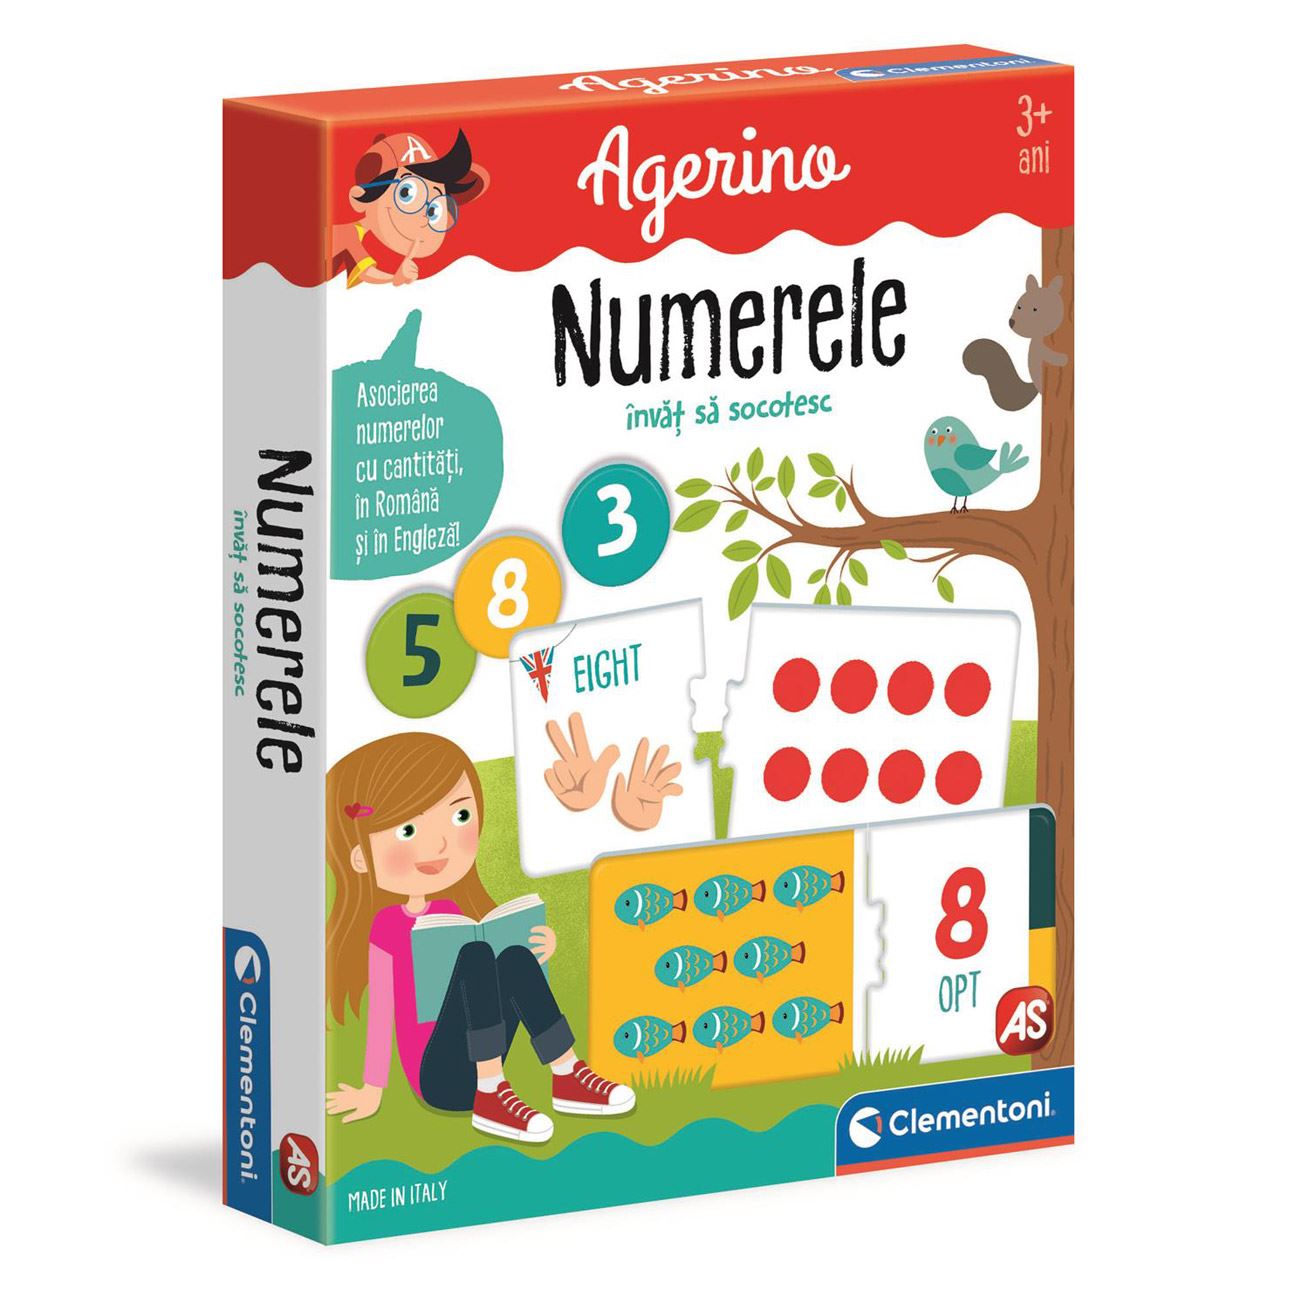 Agerino
Clementoni
Agerino
3+
ani
A
Numerele
învăț să socotesc
Asocierea
numerelor
cu cantități,
în Română
și în Engleză!
3
8
5
EIGHT
8
OPT
AS
Clementoni
MADE IN ITALY
Numerele
învăț să socotesc
Clementoni
AS